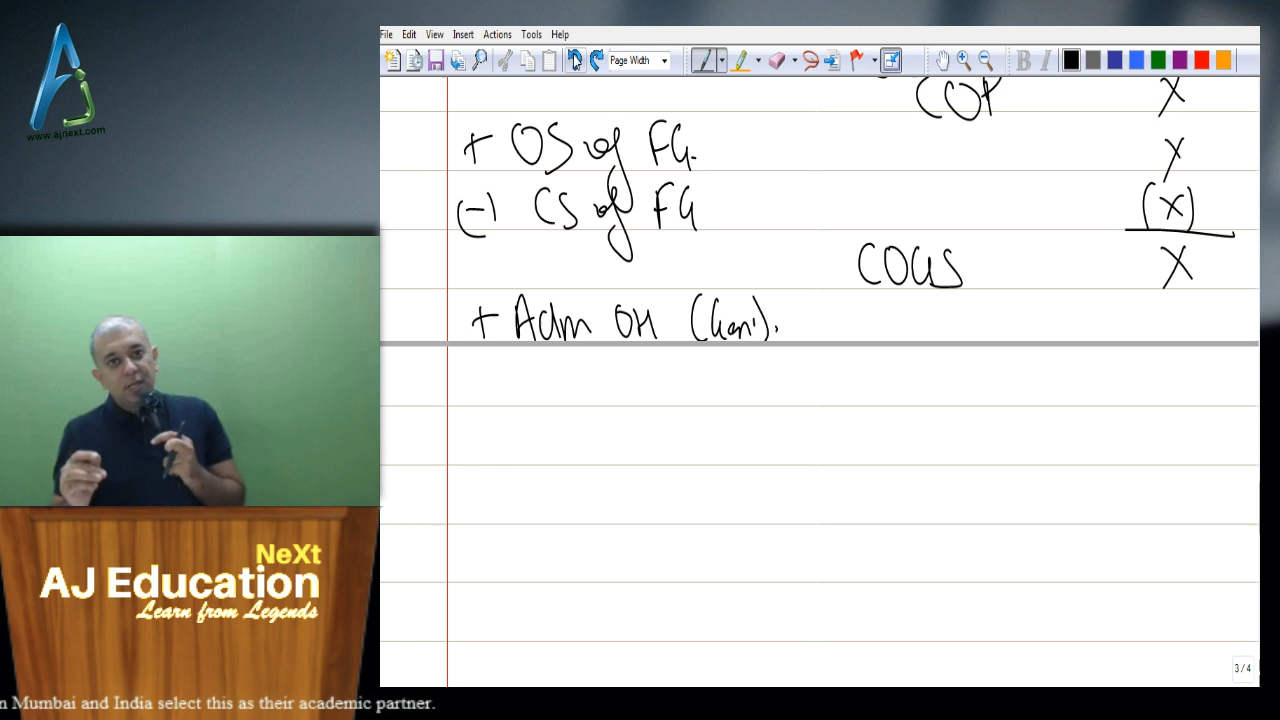 www.ajnext.com
File Edit View Insert Actions Tools Help
Page Width
B I
COP X
+ OS of FG. X
(-) CS of FG (X)
COGS X
+ Adm OH (Genl).
3/4
NeXt
AJ Education
Learn from Legends
n Mumbai and India select this as their academic partner.